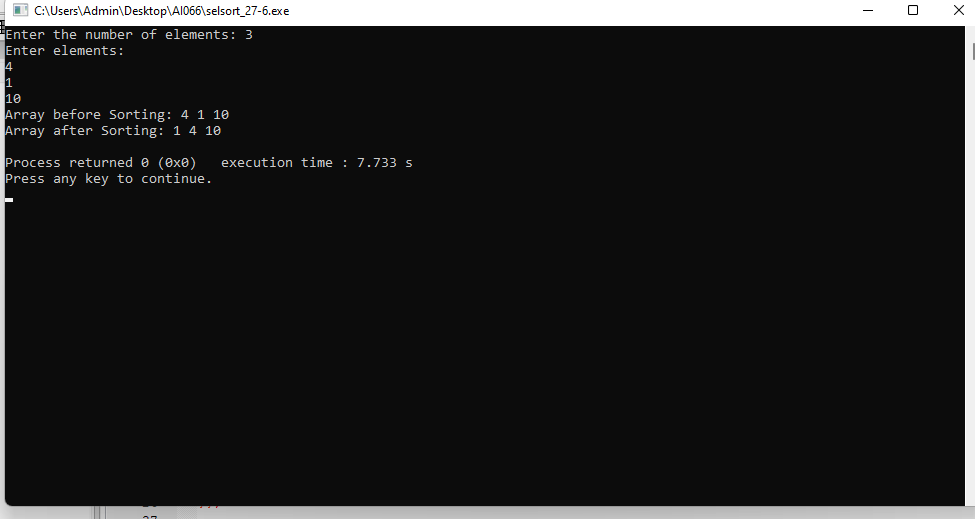 C:\Users\Admin\Desktop\AI066\selsort_27-6.exe
Enter the number of elements: 3
Enter elements:
4
1
10
Array before Sorting: 4 1 10
Array after Sorting: 1 4 10
Process returned 0 (0x0)   execution time : 7.733 s
Press any key to continue.